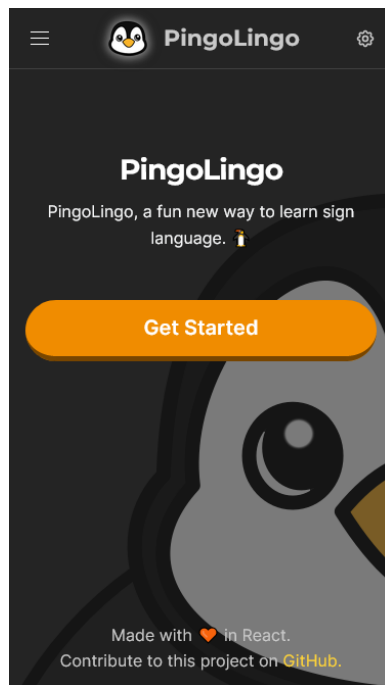 PingoLingo
PingoLingo
PingoLingo, a fun new way to learn sign
language. 🐧
Get Started
Made with 🧡 in React.
Contribute to this project on GitHub.